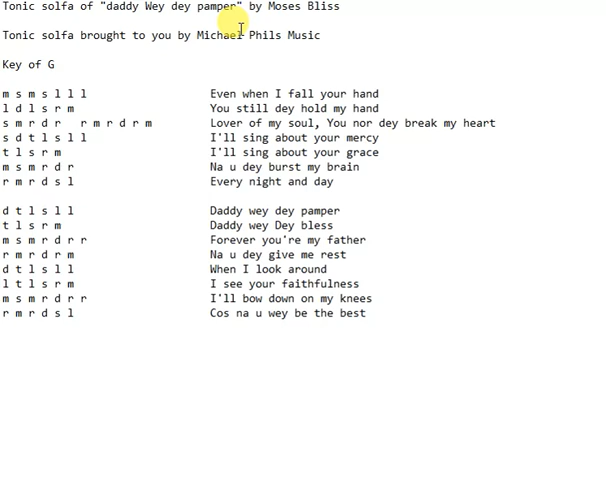 Tonic solfa of "daddy Wey dey pamper" by Moses Bliss
Tonic solfa brought to you by Michael Phils Music
Key of G
m s m s l l l Even when I fall your hand
l d l s r m You still dey hold my hand
s m r d r r m r d r m Lover of my soul, You nor dey break my heart
s d t l s l l I'll sing about your mercy
t l s r m I'll sing about your grace
m s m r d r Na u dey burst my brain
r m r d s l Every night and day
d t l s l l Daddy wey dey pamper
t l s r m Daddy wey Dey bless
m s m r d r r Forever you're my father
r m r d r m Na u dey give me rest
d t l s l l When I look around
l t l s r m I see your faithfulness
m s m r d r r I'll bow down on my knees
r m r d s l Cos na u wey be the best